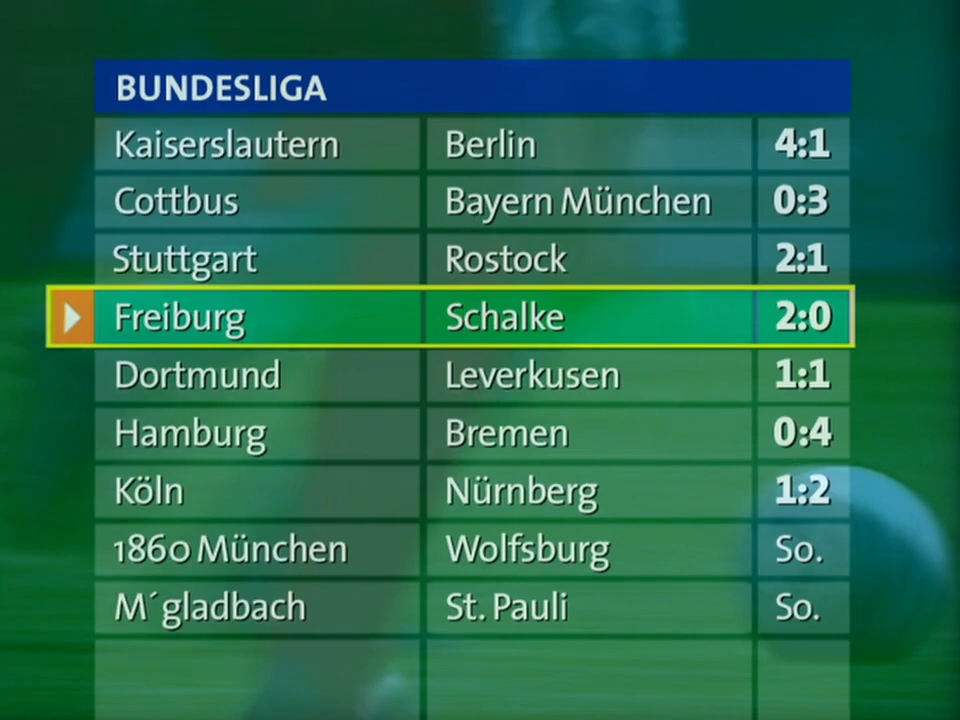 BUNDESLIGA
Kaiserslautern Berlin 4:1
Cottbus Bayern München 0:3
Stuttgart Rostock 2:1
Freiburg Schalke 2:0
Dortmund Leverkusen 1:1
Hamburg Bremen 0:4
Köln Nürnberg 1:2
1860 München Wolfsburg So.
M´gladbach St. Pauli So.